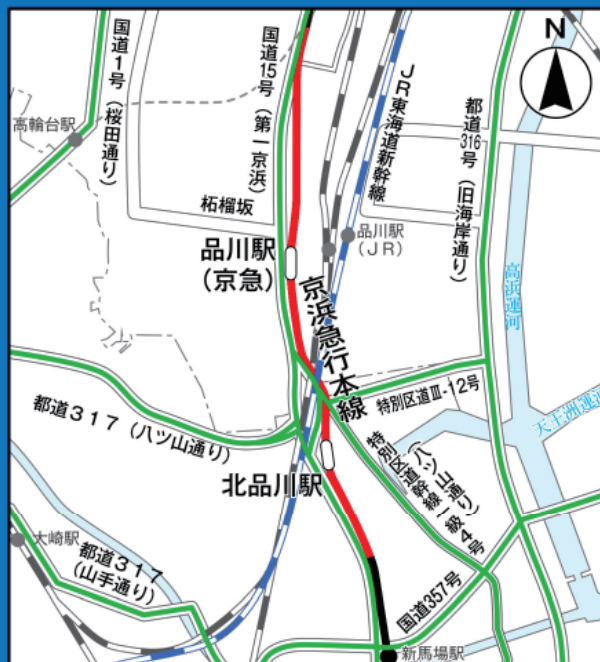 N
国道1号（桜田通り）
国道15号（第一京浜）
JR東海道新幹線
都道316号（旧海岸通り）
高輪台駅
柘榴坂
品川駅
（京急）
品川駅
（JR）
高浜運河
京浜急行本線
特別区道Ⅲ-12号
天王洲運河
都道317（八ツ山通り）
特別区道幹線一級4号
（八ツ山通り）
北品川駅
大崎駅
都道317
（山手通り）
国道357号
新馬場駅